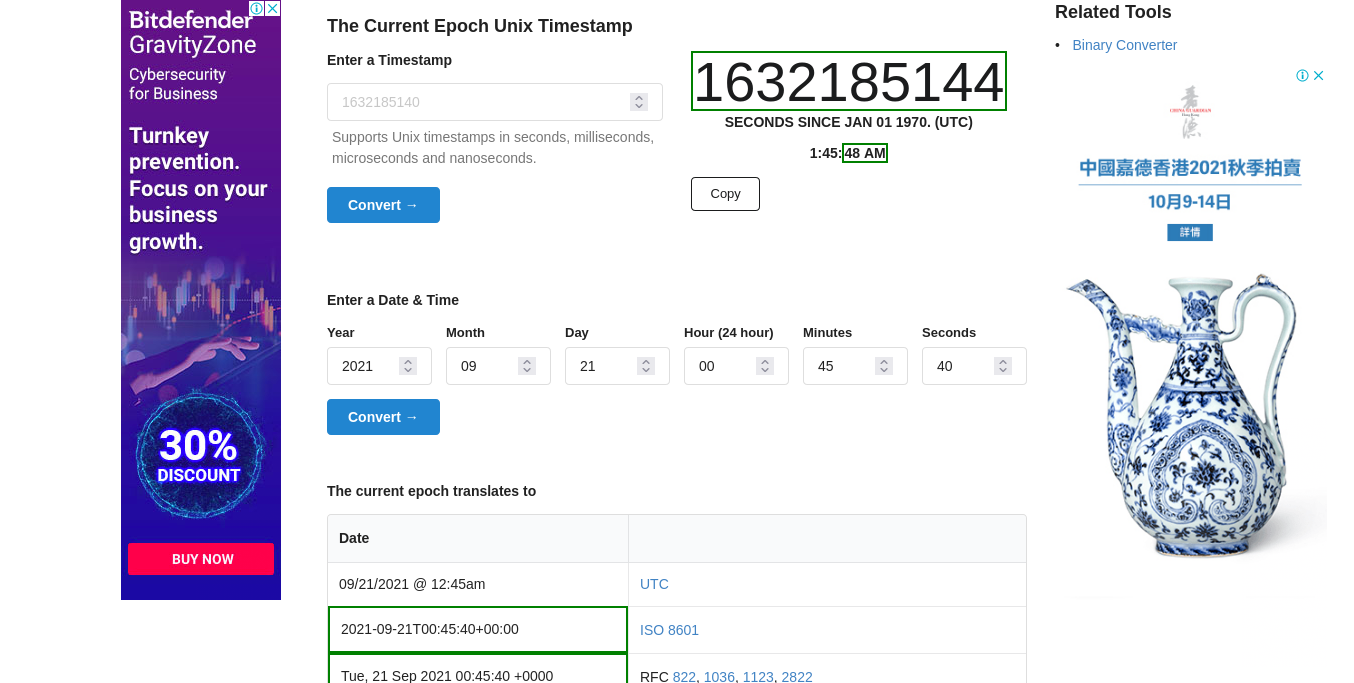 Bitdefender
GravityZone
Cybersecurity
for Business
Turnkey
prevention.
Focus on your
business
growth.
30%
DISCOUNT
BUY NOW
The Current Epoch Unix Timestamp
Enter a Timestamp
1632185140
Supports Unix timestamps in seconds, milliseconds,
microseconds and nanoseconds.
Convert →
1632185144
SECONDS SINCE JAN 01 1970. (UTC)
1:45:48 AM
Copy
Enter a Date & Time
Year Month Day Hour (24 hour) Minutes Seconds
2021 09 21 00 45 40
Convert →
The current epoch translates to
Date
09/21/2021 @ 12:45am UTC
2021-09-21T00:45:40+00:00 ISO 8601
Tue, 21 Sep 2021 00:45:40 +0000 RFC 822, 1036, 1123, 2822
Related Tools
• Binary Converter
嘉
CHINA GUARDIAN
德
中國嘉德香港2021秋季拍賣
10月9-14日
詳情